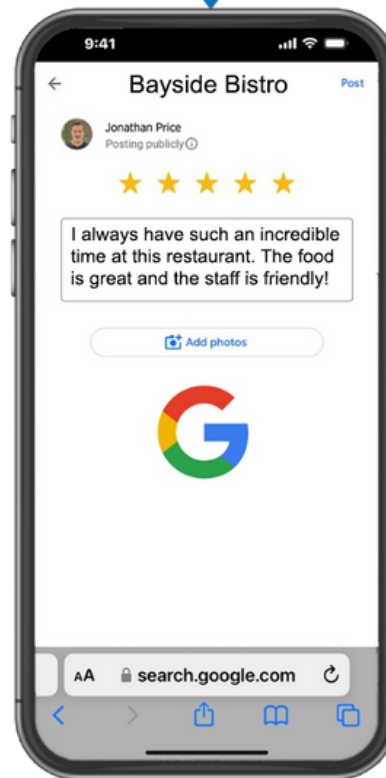 9:41
Bayside Bistro
Post
Jonathan Price
Posting publicly
I always have such an incredible
time at this restaurant. The food
is great and the staff is friendly!
Add photos
AA search.google.com